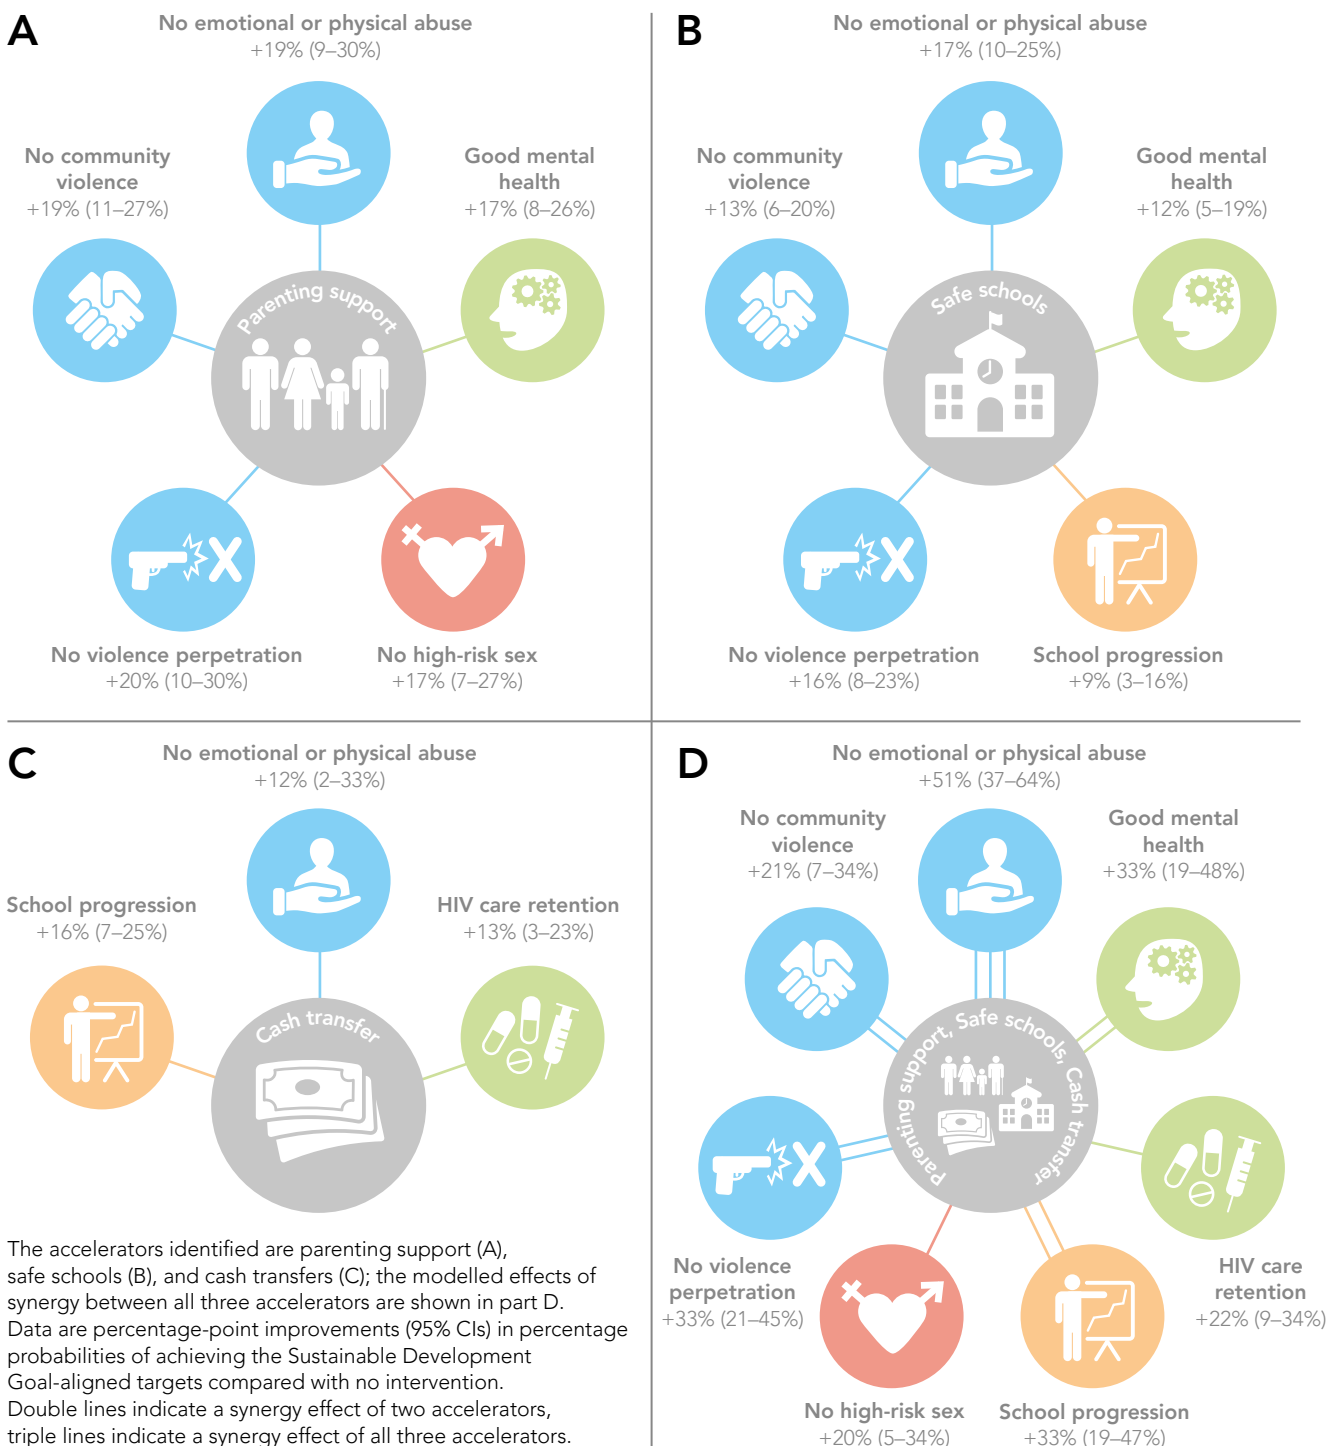 A
No emotional or physical abuse
+19% (9–30%)
No community
violence
+19% (11–27%)
Good mental
health
+17% (8–26%)
Parenting support
No violence perpetration
+20% (10–30%)
No high-risk sex
+17% (7–27%)
B
No emotional or physical abuse
+17% (10–25%)
No community
violence
+13% (6–20%)
Good mental
health
+12% (5–19%)
Safe schools
No violence perpetration
+16% (8–23%)
School progression
+9% (3–16%)
C
No emotional or physical abuse
+12% (2–33%)
School progression
+16% (7–25%)
HIV care retention
+13% (3–23%)
Cash transfer
The accelerators identified are parenting support (A),
safe schools (B), and cash transfers (C); the modelled effects of
synergy between all three accelerators are shown in part D.
Data are percentage-point improvements (95% CIs) in percentage
probabilities of achieving the Sustainable Development
Goal-aligned targets compared with no intervention.
Double lines indicate a synergy effect of two accelerators,
triple lines indicate a synergy effect of all three accelerators.
D
No emotional or physical abuse
+51% (37–64%)
No community
violence
+21% (7–34%)
Good mental
health
+33% (19–48%)
Parenting support, Safe schools, Cash transfer
No violence
perpetration
+33% (21–45%)
HIV care
retention
+22% (9–34%)
No high-risk sex
+20% (5–34%)
School progression
+33% (19–47%)